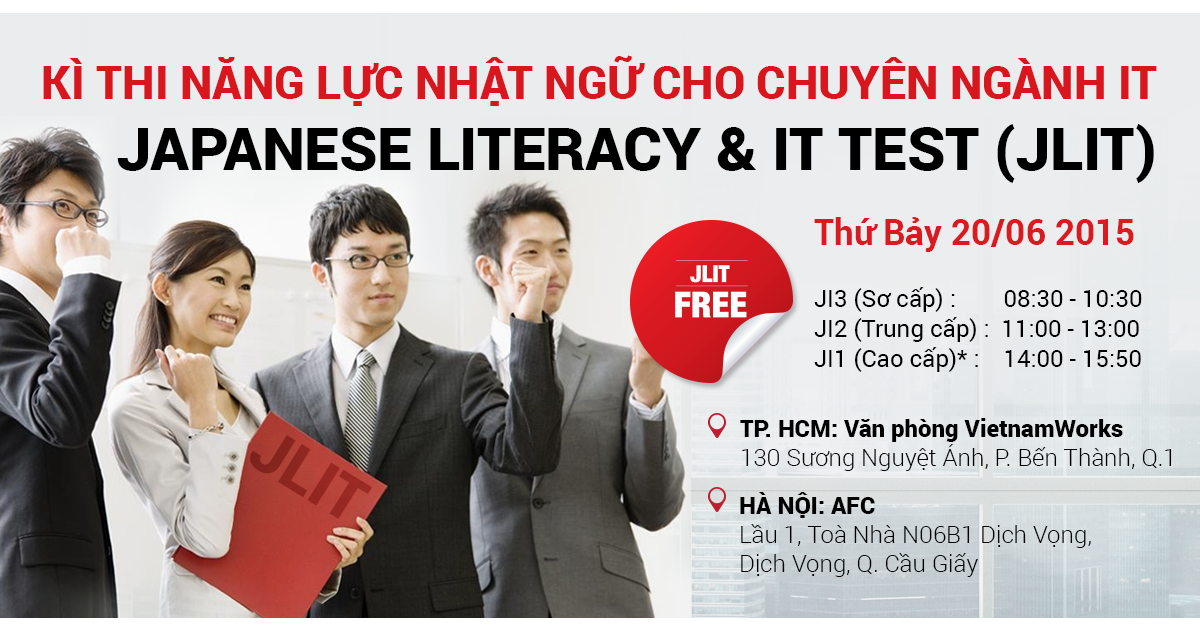 KÌ THI NĂNG LỰC NHẬT NGỮ CHO CHUYÊN NGÀNH IT
JAPANESE LITERACY & IT TEST (JLIT)
Thứ Bảy 20/06 2015
JLIT
FREE
JI3 (Sơ cấp) : 08:30 - 10:30
JI2 (Trung cấp) : 11:00 - 13:00
JI1 (Cao cấp)* : 14:00 - 15:50
TP. HCM: Văn phòng VietnamWorks
130 Sương Nguyệt Ánh, P. Bến Thành, Q.1
HÀ NỘI: AFC
Lầu 1, Toà Nhà N06B1 Dịch Vọng,
Dịch Vọng, Q. Cầu Giấy
JLIT